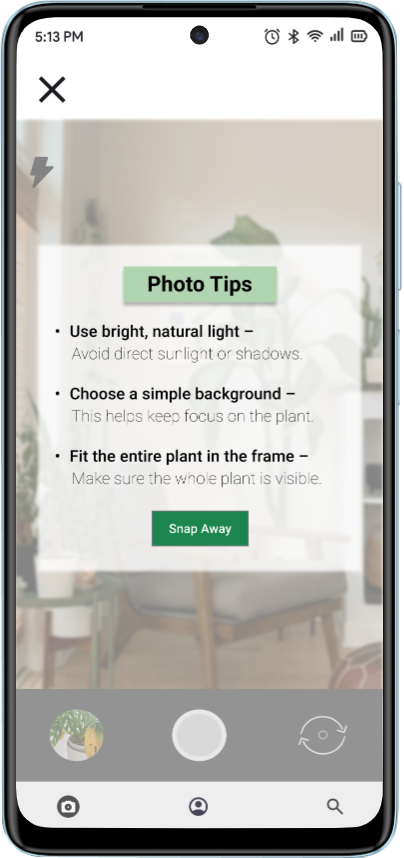 5:13 PM
Photo Tips
• Use bright, natural light –
Avoid direct sunlight or shadows.
• Choose a simple background –
This helps keep focus on the plant.
• Fit the entire plant in the frame –
Make sure the whole plant is visible.
Snap Away